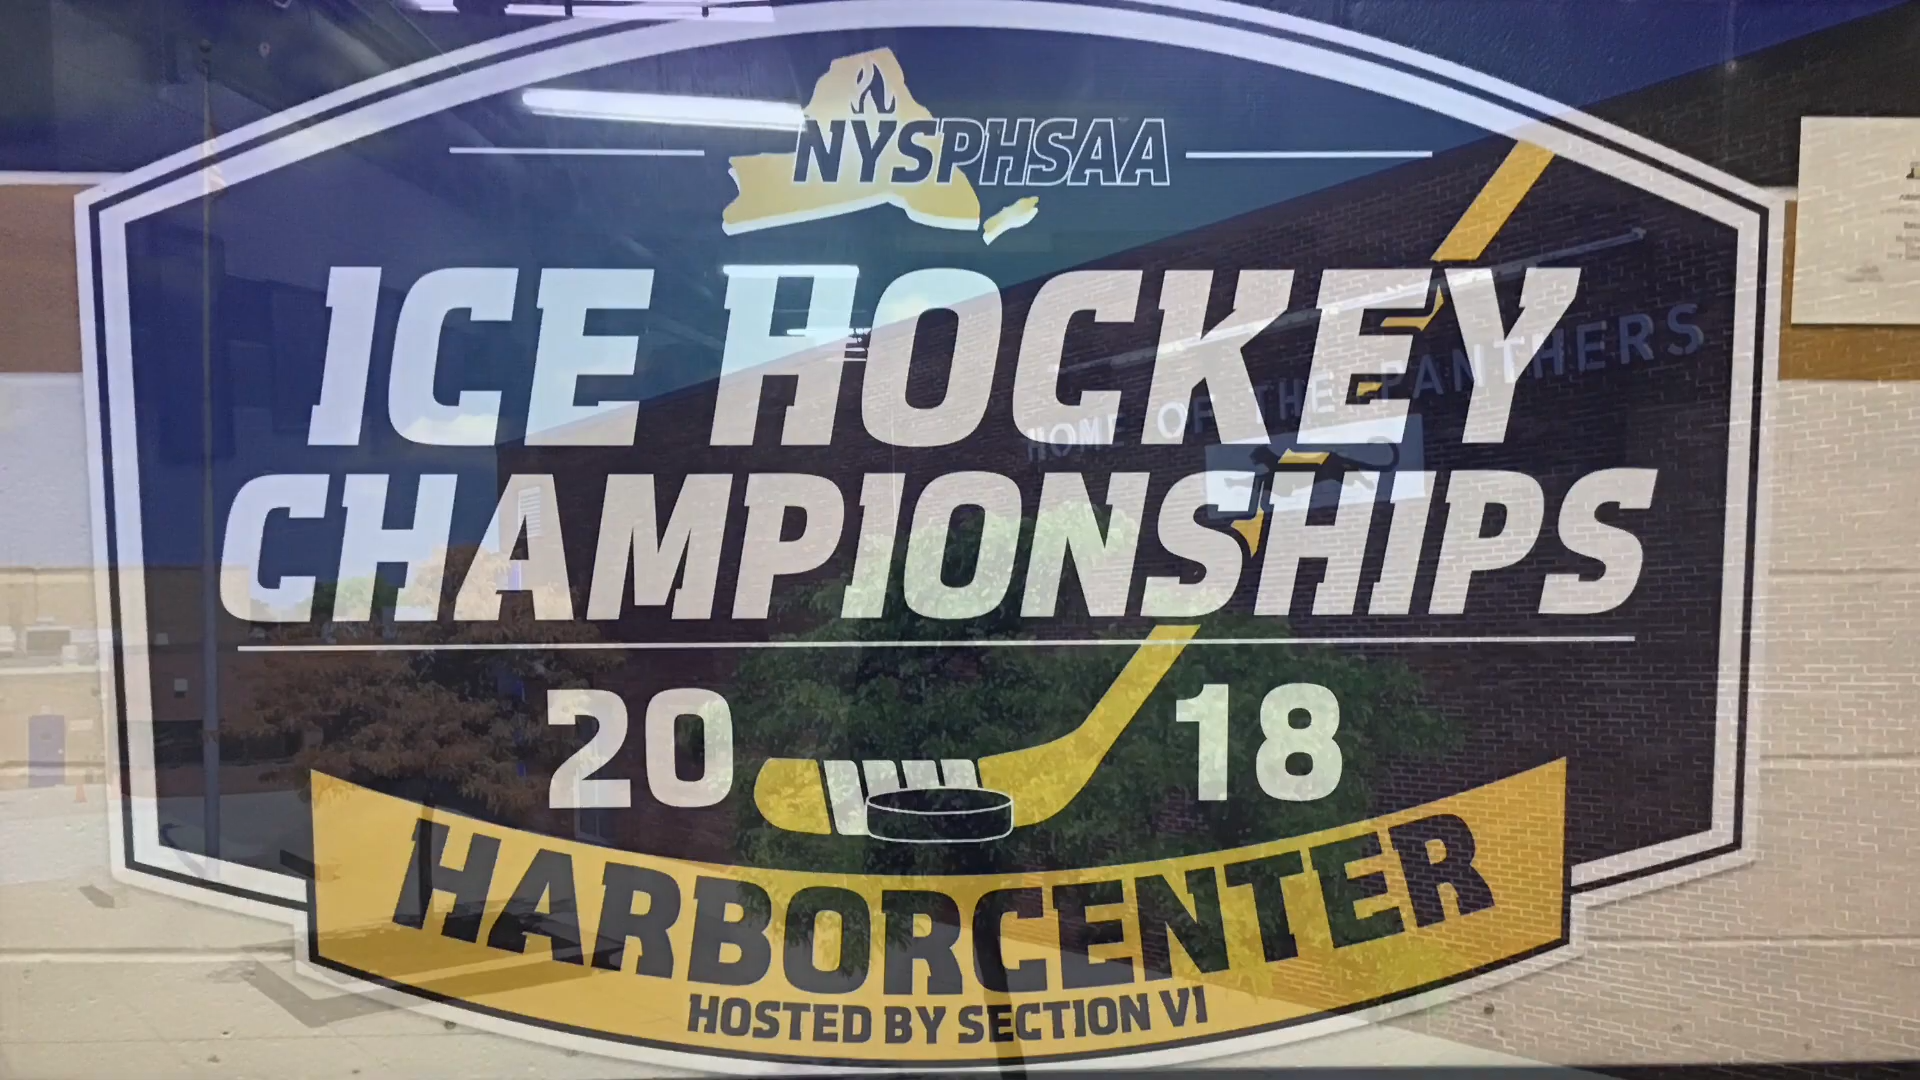 NYSPHSAA
ICE HOCKEY
CHAMPIONSHIPS
20 18
HARBORCENTER
HOSTED BY SECTION VI
HOME OF THE PANTHERS